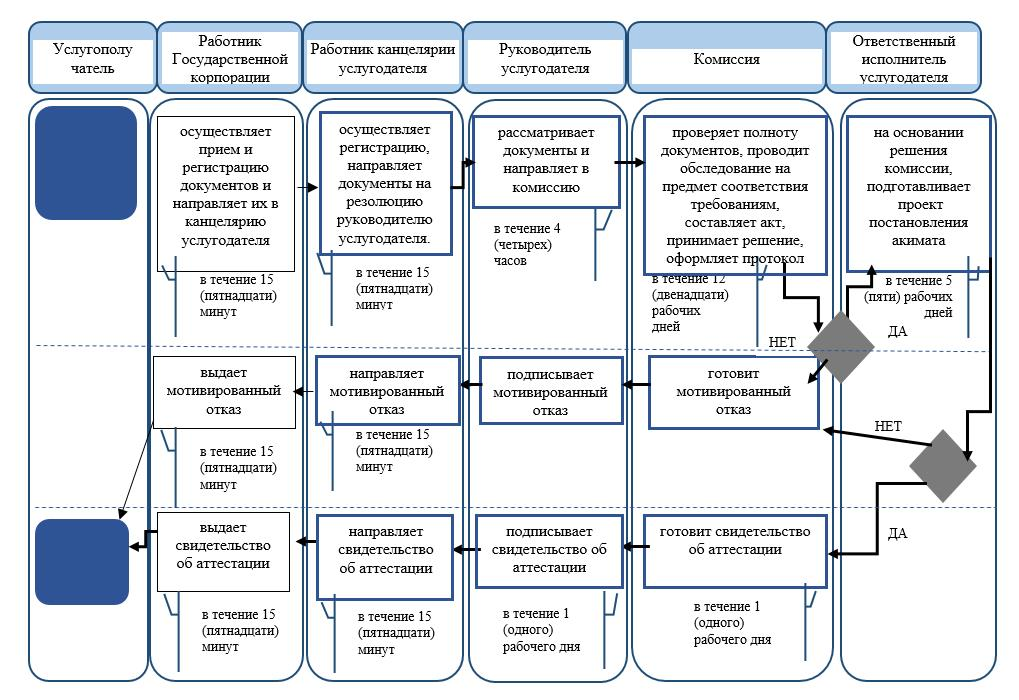 Услугополу
чатель
Работник
Государственной
корпорации
Работник канцелярии
услугодателя
Руководитель
услугодателя
Комиссия
Ответственный
исполнитель
услугодателя
осуществляет
прием и
регистрацию
документов и
направляет их в
канцелярию
услугодателя
в течение 15
(пятнадцати)
минут
осуществляет
регистрацию,
направляет
документы на
резолюцию
руководителю
услугодателя.
в течение 15
(пятнадцати)
минут
рассматривает
документы и
направляет в
комиссию
в течение 4
(четырех)
часов
проверяет полноту
документов, проводит
обследование на
предмет соответствия
требованиям,
составляет акт,
принимает решение,
оформляет протокол
в течение 12
(двенадцати)
рабочих
дней
на основании
решения
комиссии,
подготавливает
проект
постановления
акимата
в течение 5
(пяти) рабочих
дней
НЕТ
ДА
выдает
мотивированный
отказ
в течение 15
(пятнадцати)
минут
направляет
мотивированный
отказ
в течение 15
(пятнадцати)
минут
подписывает
мотивированный
отказ
готовит
мотивированный
отказ
НЕТ
ДА
выдает
свидетельство
об аттестации
в течение 15
(пятнадцати)
минут
направляет
свидетельство
об аттестации
в течение 15
(пятнадцати)
минут
подписывает
свидетельство об
аттестации
в течение 1
(одного)
рабочего дня
готовит свидетельство
об аттестации
в течение 1
(одного)
рабочего дня